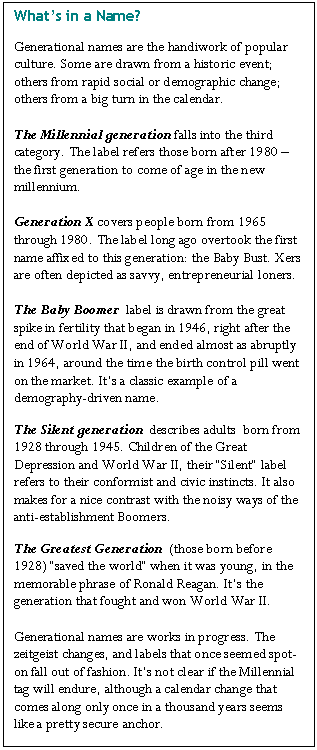 What's in a Name?
Generational names are the handiwork of popular
culture. Some are drawn from a historic event;
others from rapid social or demographic change;
others from a big turn in the calendar.
The Millennial generation falls into the third
category. The label refers those born after 1980 –
the first generation to come of age in the new
millennium.
Generation X covers people born from 1965
through 1980. The label long ago overtook the first
name affixed to this generation: the Baby Bust. Xers
are often depicted as savvy, entrepreneurial loners.
The Baby Boomer label is drawn from the great
spike in fertility that began in 1946, right after the
end of World War II, and ended almost as abruptly
in 1964, around the time the birth control pill went
on the market. It's a classic example of a
demography-driven name.
The Silent generation describes adults born from
1928 through 1945. Children of the Great
Depression and World War II, their "Silent" label
refers to their conformist and civic instincts. It also
makes for a nice contrast with the noisy ways of the
anti-establishment Boomers.
The Greatest Generation (those born before
1928) "saved the world" when it was young, in the
memorable phrase of Ronald Reagan. It's the
generation that fought and won World War II.
Generational names are works in progress. The
zeitgeist changes, and labels that once seemed spot-
on fall out of fashion. It's not clear if the Millennial
tag will endure, although a calendar change that
comes along only once in a thousand years seems
like a pretty secure anchor.